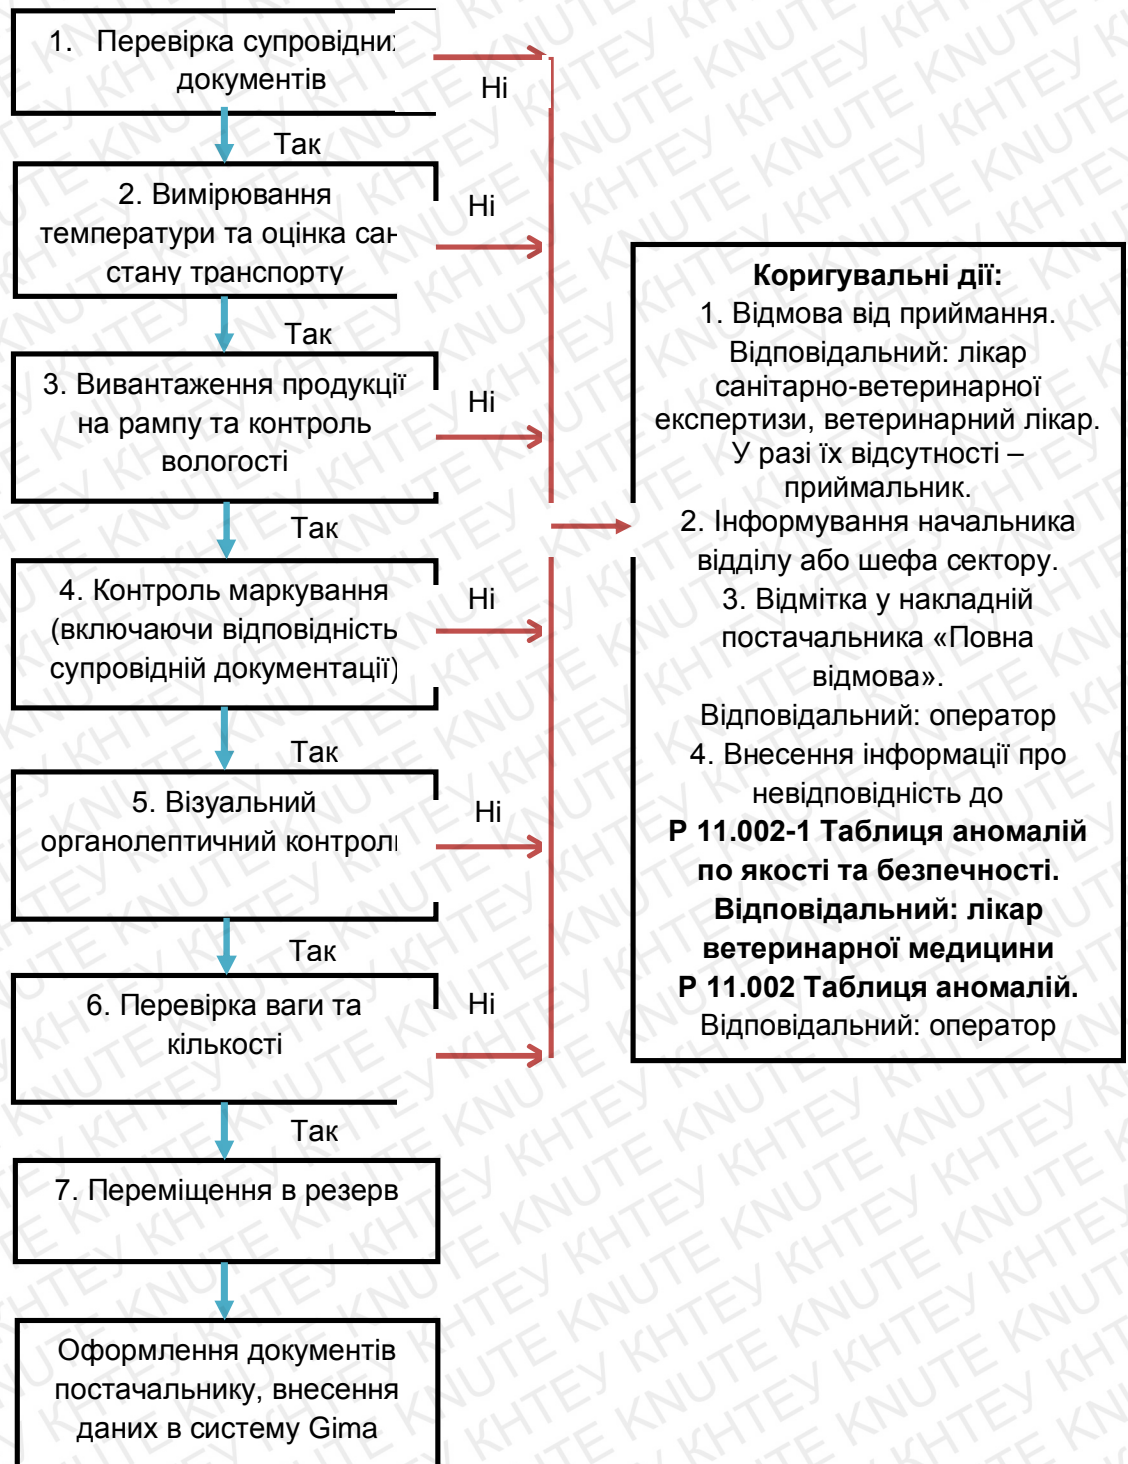 1. Перевірка супровідних
документів
Ні
Так
2. Вимірювання
температури та оцінка сан
стану транспорту
Ні
Так
3. Вивантаження продукції
на рампу та контроль
вологості
Ні
Так
4. Контроль маркування
(включаючи відповідність
супровідній документації)
Ні
Так
5. Візуальний
органолептичний контроль
Ні
Так
6. Перевірка ваги та
кількості
Ні
Так
7. Переміщення в резерв
Оформлення документів
постачальнику, внесення
даних в систему Gima
Коригувальні дії:
1. Відмова від приймання.
Відповідальний: лікар
санітарно-ветеринарної
експертизи, ветеринарний лікар.
У разі їх відсутності –
приймальник.
2. Інформування начальника
відділу або шефа сектору.
3. Відмітка у накладній
постачальника «Повна
відмова».
Відповідальний: оператор
4. Внесення інформації про
невідповідність до
Р 11.002-1 Таблиця аномалій
по якості та безпечності.
Відповідальний: лікар
ветеринарної медицини
Р 11.002 Таблиця аномалій.
Відповідальний: оператор